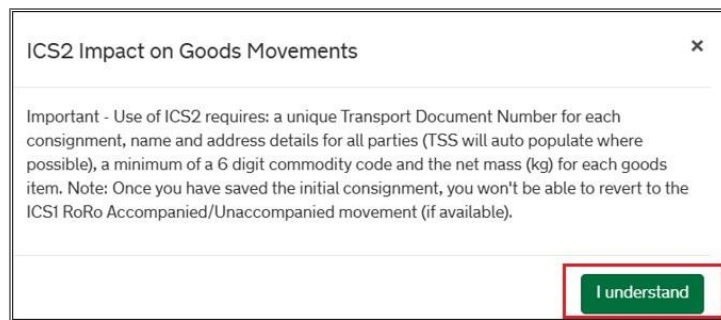 ICS2 Impact on Goods Movements ×
Important - Use of ICS2 requires: a unique Transport Document Number for each
consignment, name and address details for all parties (TSS will auto populate where
possible), a minimum of a 6 digit commodity code and the net mass (kg) for each goods
item. Note: Once you have saved the initial consignment, you won't be able to revert to the
ICS1 RoRo Accompanied/Unaccompanied movement (if available).
I understand